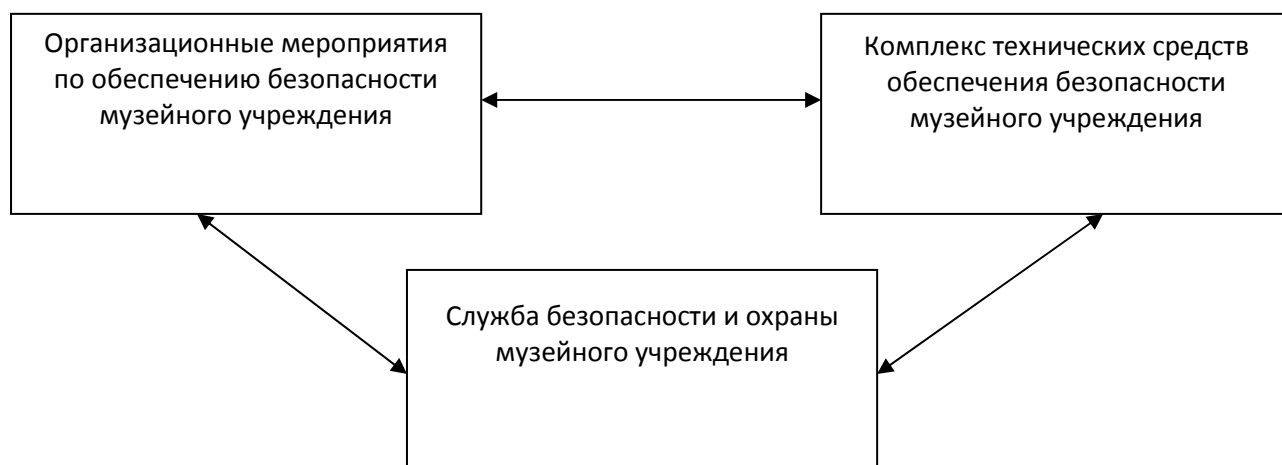 Организационные мероприятия
по обеспечению безопасности
музейного учреждения
Комплекс технических средств
обеспечения безопасности
музейного учреждения
Служба безопасности и охраны
музейного учреждения